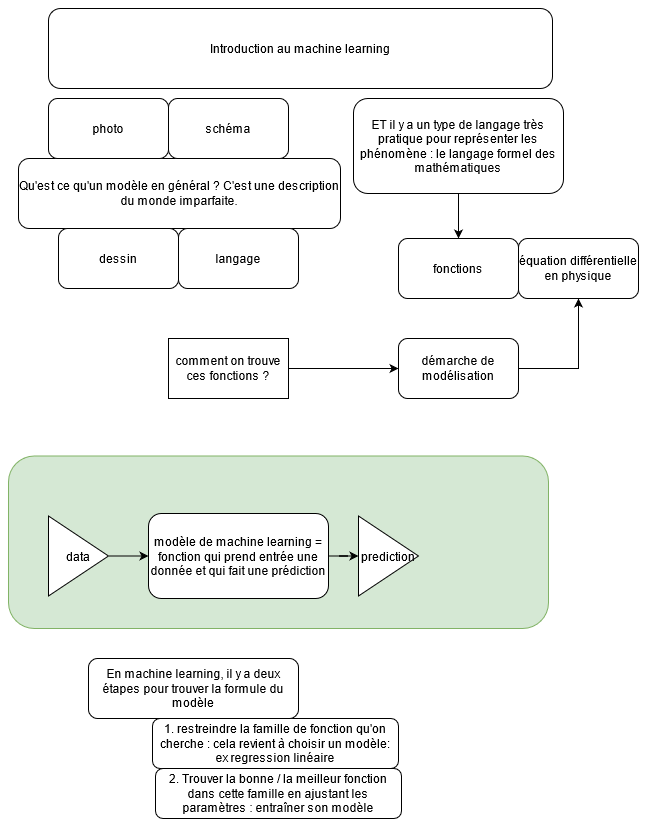 Introduction au machine learning
photo
schéma
ET il y a un type de langage très
pratique pour représenter les
phénomène : le langage formel des
mathématiques
Qu'est ce qu'un modèle en général ? C'est une description
du monde imparfaite.
dessin
langage
fonctions
équation différentielle
en physique
comment on trouve
ces fonctions ?
démarche de
modélisation
data
modèle de machine learning =
fonction qui prend entrée une
donnée et qui fait une prédiction
prediction
En machine learning, il y a deux
étapes pour trouver la formule du
modèle
1. restreindre la famille de fonction qu'on
cherche : cela revient à choisir un modèle:
ex regression linéaire
2. Trouver la bonne / la meilleur fonction
dans cette famille en ajustant les
paramètres : entraîner son modèle